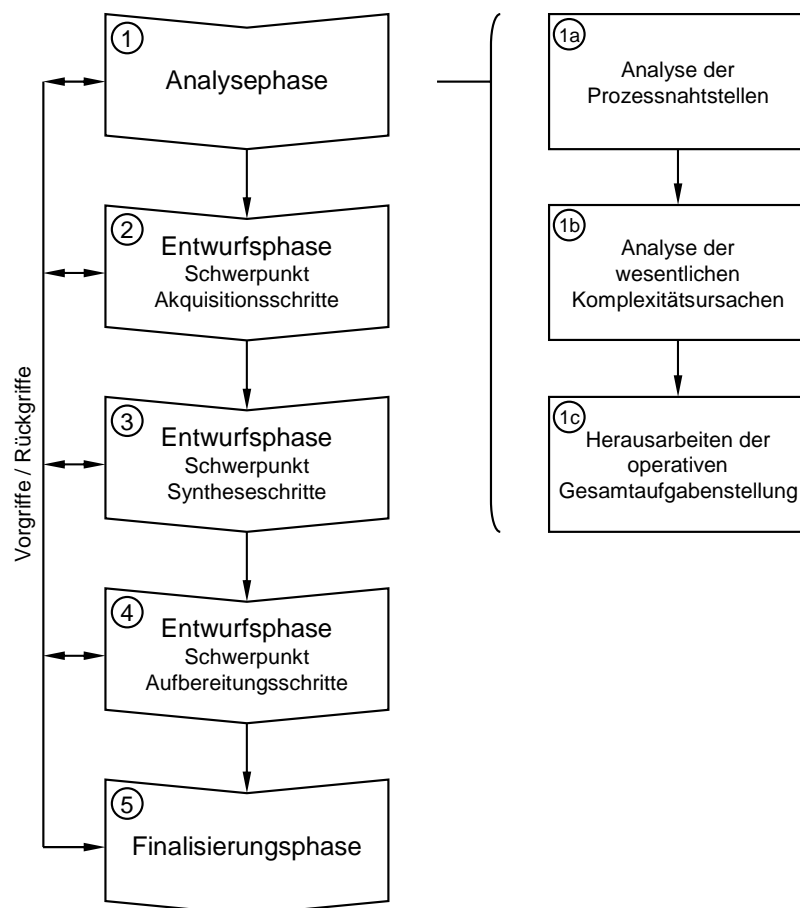 1
Analysephase
2
Entwurfsphase
Schwerpunkt
Akquisitionsschritte
3
Entwurfsphase
Schwerpunkt
Syntheseschritte
4
Entwurfsphase
Schwerpunkt
Aufbereitungsschritte
5
Finalisierungsphase
Vorgriffe / Rückgriffe
1a
Analyse der
Prozessnahtstellen
1b
Analyse der
wesentlichen
Komplexitätsursachen
1c
Herausarbeiten der
operativen
Gesamtaufgabenstellung